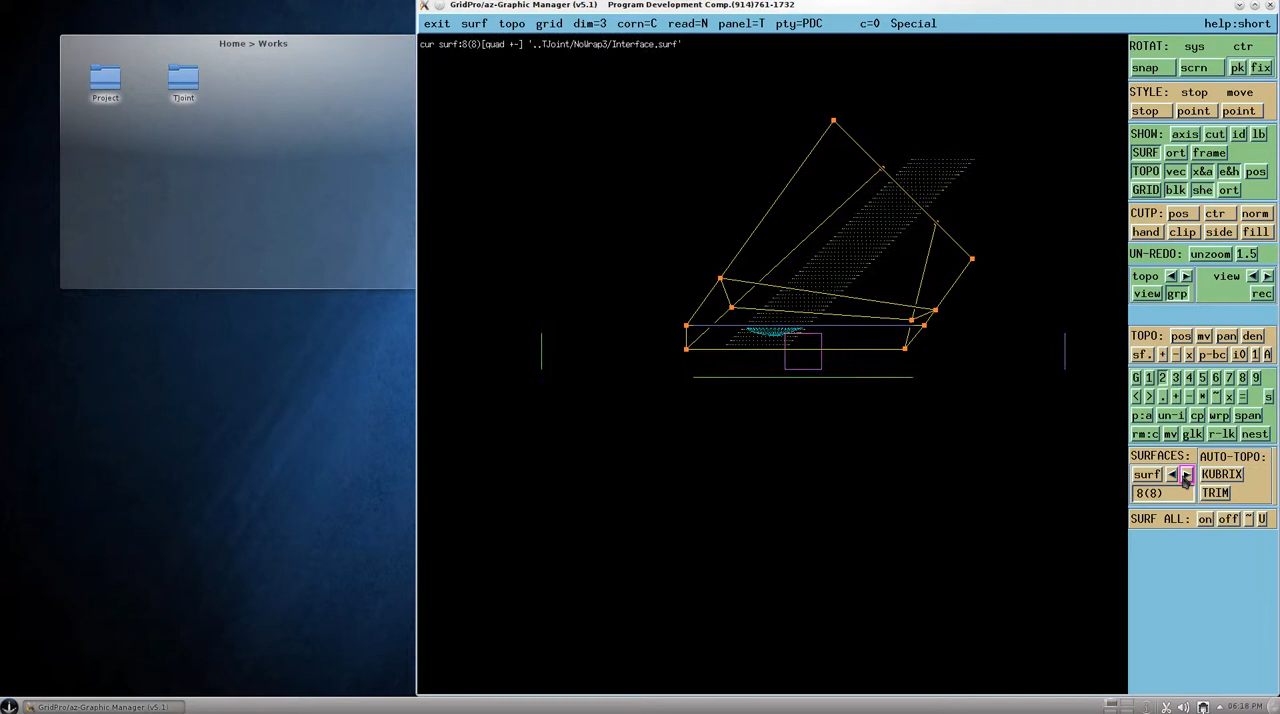 GridPro/az-Graphic Manager (v5.1) Program Development Comp.(914)761-1732
exit surf topo grid dim=3 corn=C read=N panel=T pty=PDC c=0 Special help:short
cur surf:8(8)[quad +-] '..TJoint/NoWrap3/Interface.surf'
Home > Works
Project TJoint
ROTAT: sys ctr
snap scrn pk fix
STYLE: stop move
stop point point
SHOW: axis cut id lb
SURF ort frame
TOPO vec x&a e&h pos
GRID blk she ort
CUTP: pos ctr norm
hand clip side fill
UN-REDO: unzoom 1.5
topo view
view grp rec
TOPO: pos mv pan den
sf. + - x p-bc i0 1 A
G 1 2 3 4 5 6 7 8 9
< > . + - * ~ x = s
p:a un-i cp wrp span
rm:c mv glk r-lk nest
SURFACES: AUTO-TOPO:
surf KUBRIX
8(8) TRIM
SURF ALL: on off ~ U
GridPro/az-Graphic Manager (v5.1)
06:18 PM